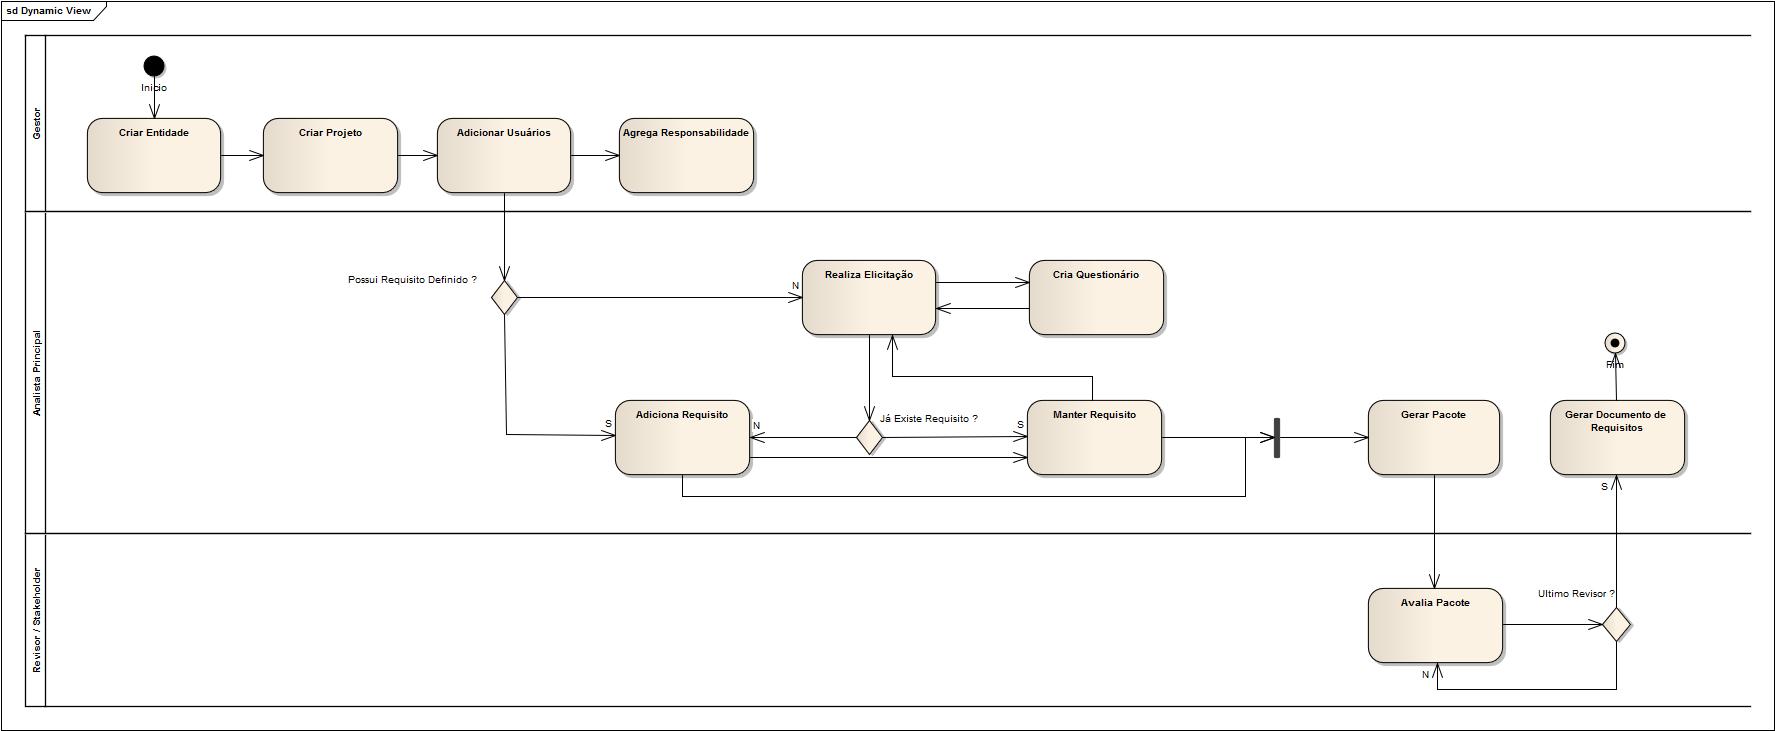 sd Dynamic View
Gestor
Inicio
Criar Entidade
Criar Projeto
Adicionar Usuários
Agrega Responsabilidade
Analista Principal
Possui Requisito Definido ?
N
S
Realiza Elicitação
Cria Questionário
Adiciona Requisito
N
Já Existe Requisito ?
S
Manter Requisito
Gerar Pacote
Fim
Gerar Documento de
Requisitos
S
Revisor / Stakeholder
Avalia Pacote
Ultimo Revisor ?
N